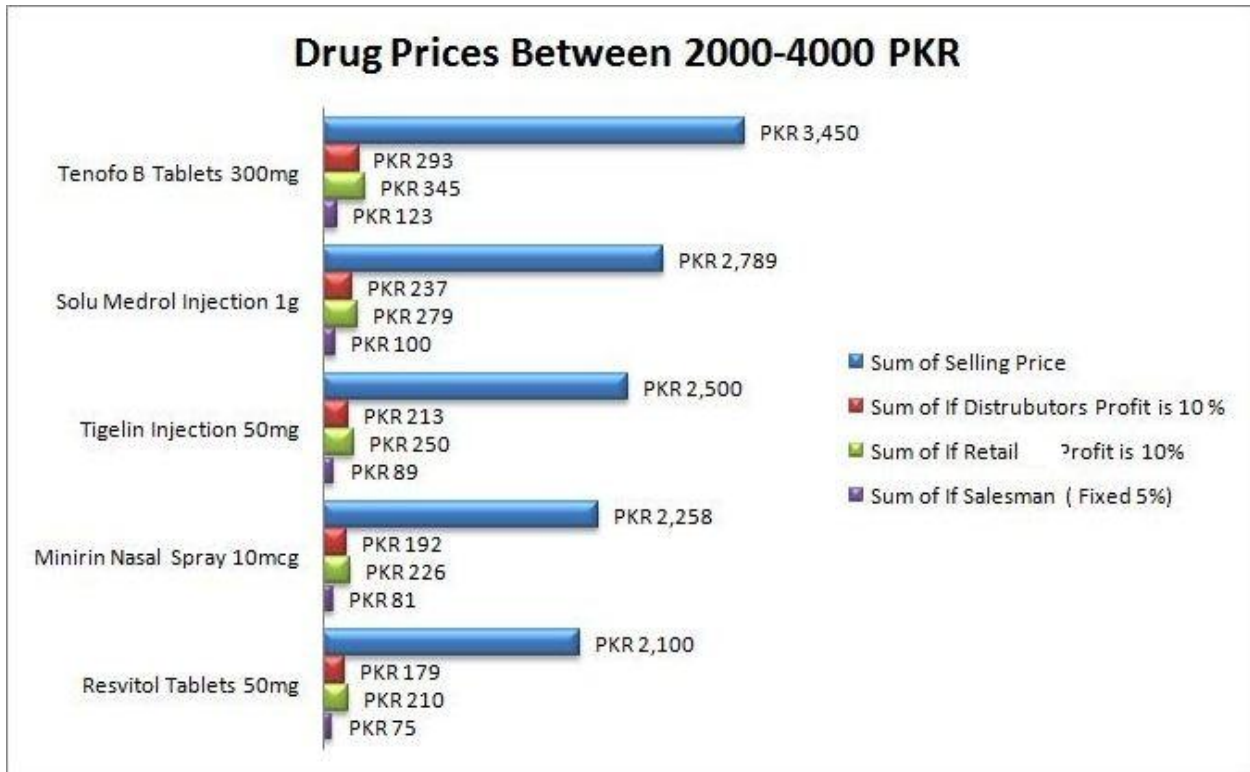 Drug Prices Between 2000-4000 PKR
Tenofo B Tablets 300mg
PKR 3,450
PKR 293
PKR 345
PKR 123
Solu Medrol Injection 1g
PKR 2,789
PKR 237
PKR 279
PKR 100
Tigelin Injection 50mg
PKR 2,500
PKR 213
PKR 250
PKR 89
Minirin Nasal Spray 10mcg
PKR 2,258
PKR 192
PKR 226
PKR 81
Resvitol Tablets 50mg
PKR 2,100
PKR 179
PKR 210
PKR 75
Sum of Selling Price
Sum of If Distrubutors Profit is 10 %
Sum of If Retail Profit is 10%
Sum of If Salesman ( Fixed 5%)